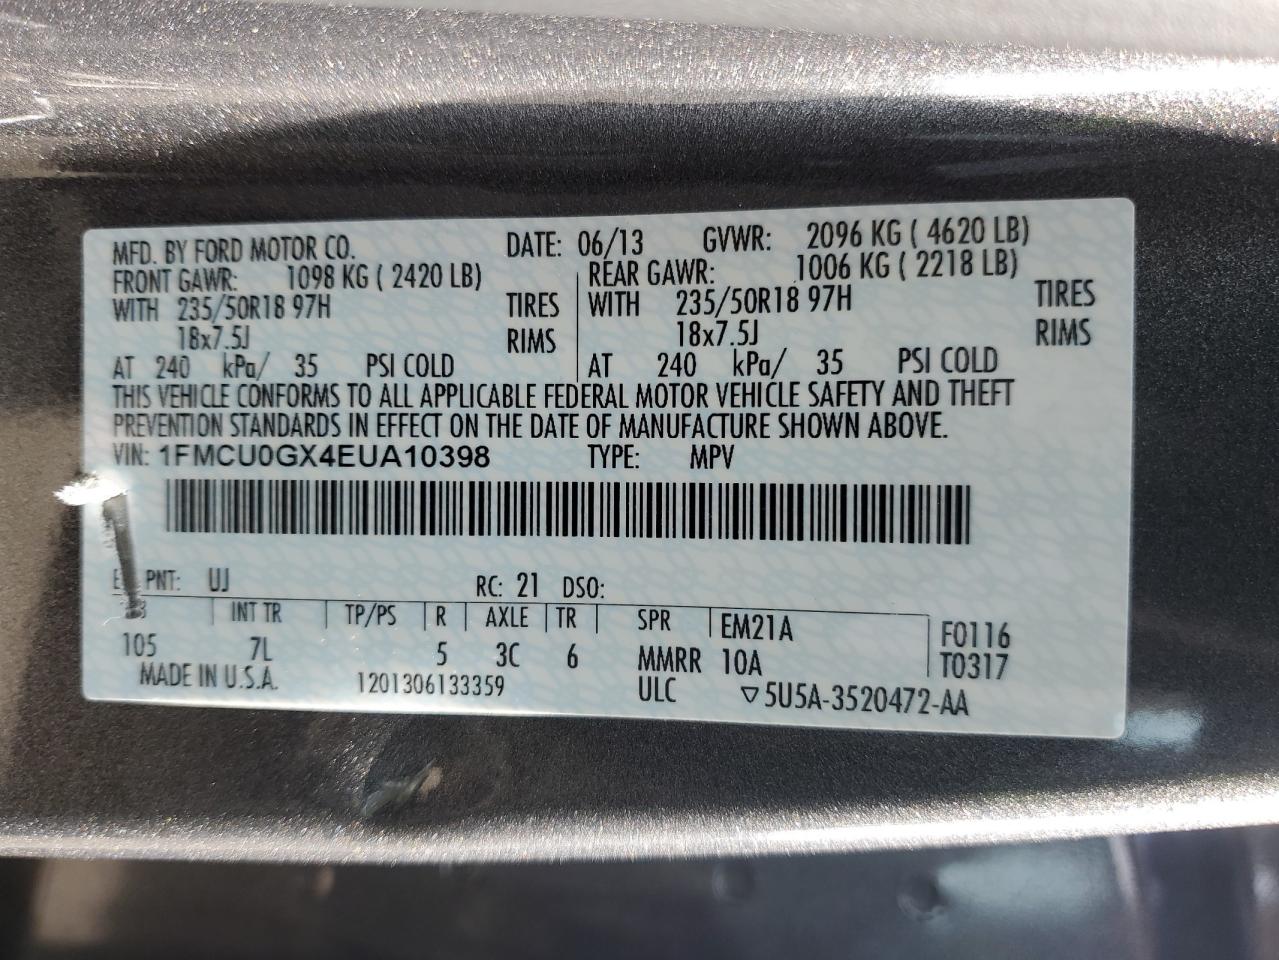 MFD. BY FORD MOTOR CO. DATE: 06/13 GVWR: 2096 KG ( 4620 LB)
FRONT GAWR: 1098 KG ( 2420 LB) REAR GAWR: 1006 KG ( 2218 LB)
WITH 235/50R18 97H TIRES WITH 235/50R18 97H TIRES
18x7.5J RIMS 18x7.5J RIMS
AT 240 kPa/ 35 PSI COLD AT 240 kPa/ 35 PSI COLD
THIS VEHICLE CONFORMS TO ALL APPLICABLE FEDERAL MOTOR VEHICLE SAFETY AND THEFT
PREVENTION STANDARDS IN EFFECT ON THE DATE OF MANUFACTURE SHOWN ABOVE.
VIN: 1FMCU0GX4EUA10398 TYPE: MPV
PNT: UJ RC: 21 DSO:
INT TR TP/PS R AXLE TR SPR EM21A F0116
105 7L 5 3C 6 MMRR 10A T0317
MADE IN U.S.A. 1201306133359 ULC ▽5U5A-3520472-AA